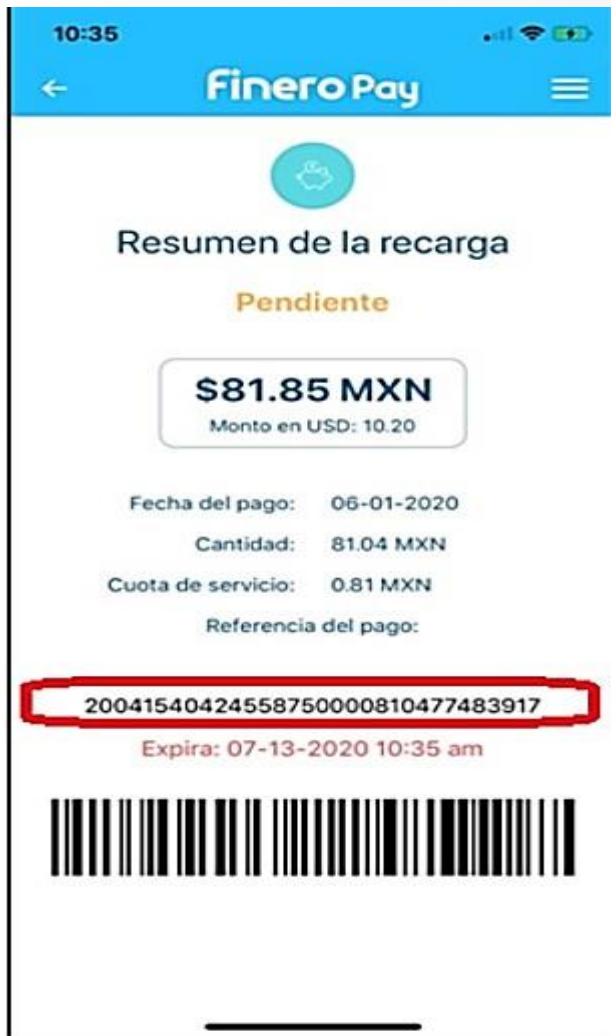 10:35
Finero Pay
Resumen de la recarga
Pendiente
$81.85 MXN
Monto en USD: 10.20
Fecha del pago: 06-01-2020
Cantidad: 81.04 MXN
Cuota de servicio: 0.81 MXN
Referencia del pago:
200415404245587500008104774839​17
Expira: 07-13-2020 10:35 am